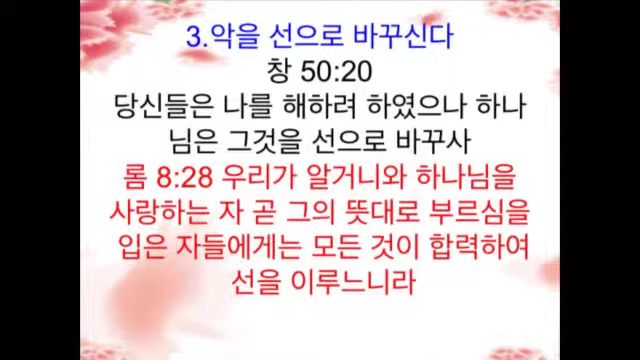 3.악을 선으로 바꾸신다
창 50:20
당신들은 나를 해하려 하였으나 하나
님은 그것을 선으로 바꾸사
롬 8:28 우리가 알거니와 하나님을
사랑하는 자 곧 그의 뜻대로 부르심을
입은 자들에게는 모든 것이 합력하여
선을 이루느니라